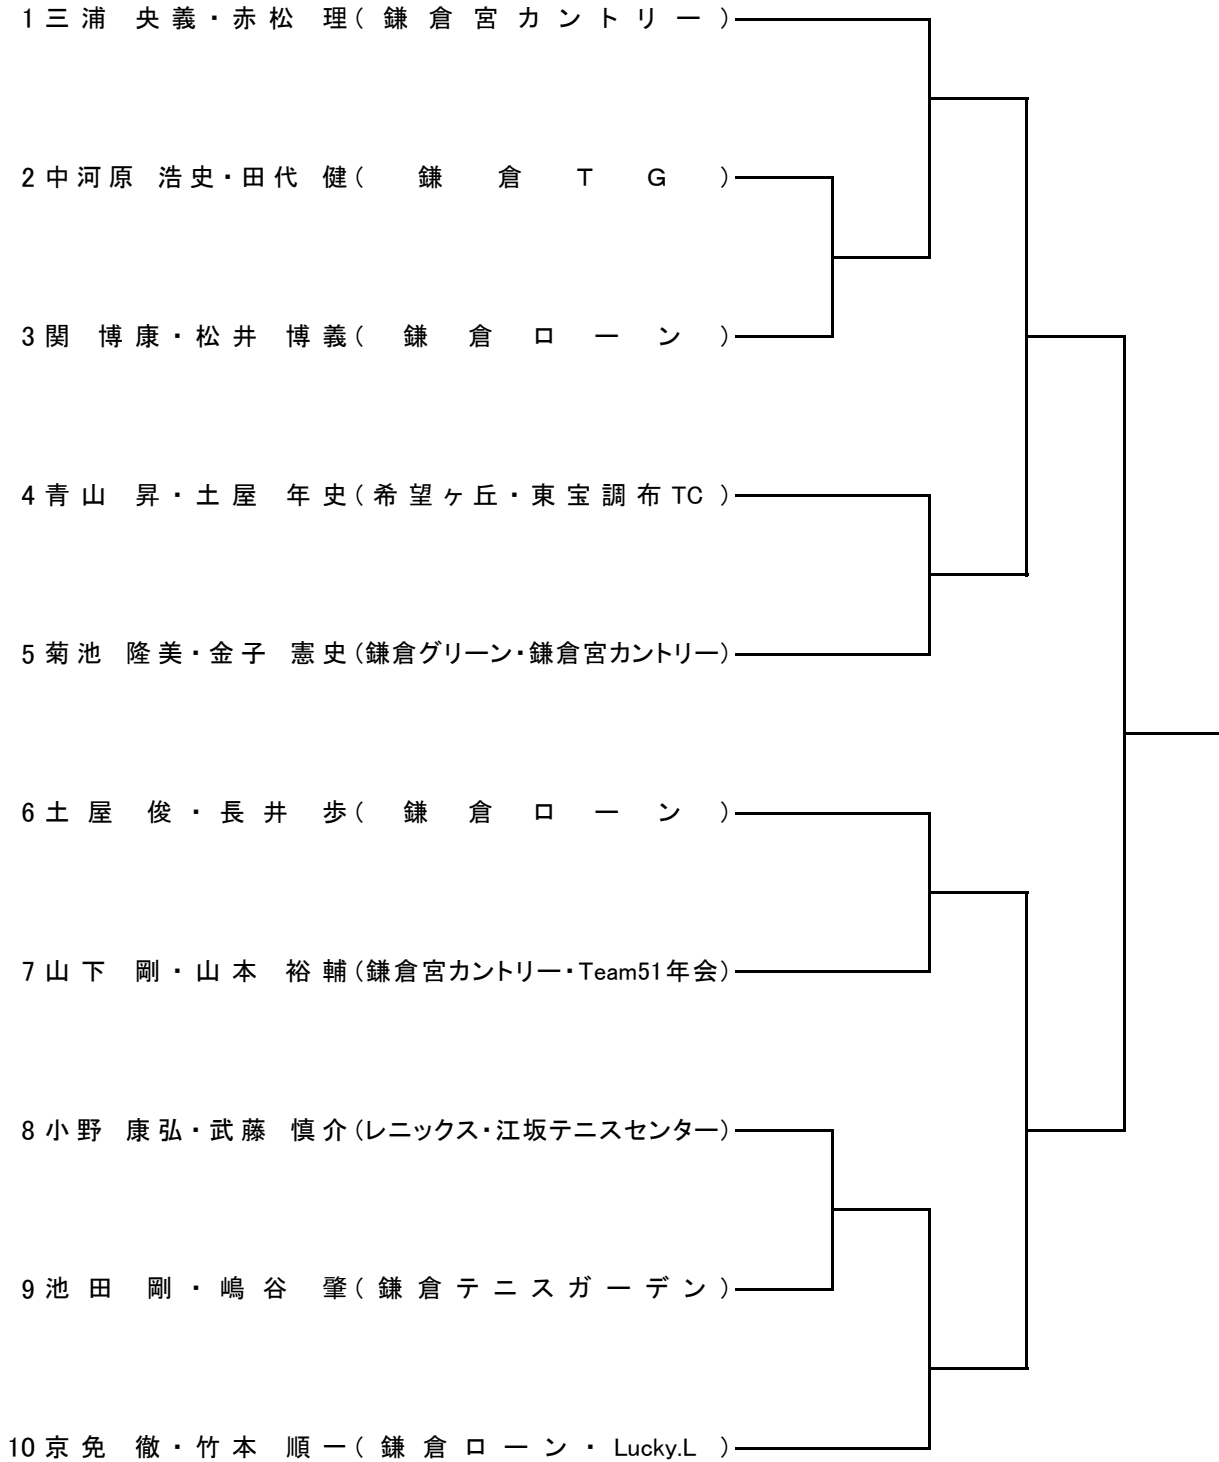 1 三浦 央義・赤松 理(鎌倉宮カントリー)
2 中河原 浩史・田代 健(鎌倉TG)
3 関 博康・松井 博義(鎌倉ローン)
4 青山 昇・土屋 年史(希望ヶ丘・東宝調布TC)
5 菊池 隆美・金子 憲史(鎌倉グリーン・鎌倉宮カントリー)
6 土屋 俊・長井 歩(鎌倉ローン)
7 山下 剛・山本 裕輔(鎌倉宮カントリー・Team51年会)
8 小野 康弘・武藤 慎介(レニックス・江坂テニスセンター)
9 池田 剛・嶋谷 肇(鎌倉テニスガーデン)
10 京免 徹・竹本 順一(鎌倉ローン・Lucky.L)